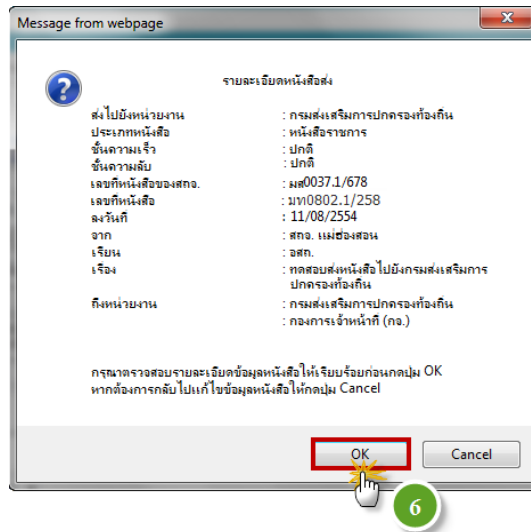 Message from webpage
x
?
รายละเอียดหนังสือส่ง
ส่งไปยังหน่วยงาน : กรมส่งเสริมการปกครองท้องถิ่น
ประเภทหนังสือ : หนังสือราชการ
ชั้นความเร็ว : ปกติ
ชั้นความลับ : ปกติ
เลขที่หนังสือของสถจ. : มส0037.1/678
เลขที่หนังสือ : มท0802.1/258
ลงวันที่ : 11/08/2554
จาก : สถจ. แม่ฮ่องสอน
เรียน : อสถ.
เรื่อง : ทดสอบส่งหนังสือไปยังกรมส่งเสริมการ
ปกครองท้องถิ่น
ถึงหน่วยงาน : กรมส่งเสริมการปกครองท้องถิ่น
: กองการเจ้าหน้าที่ (กจ.)
กรุณาตรวจสอบรายละเอียดข้อมูลหนังสือให้เรียบร้อยก่อนกดปุ่ม OK
หากต้องการกลับไปแก้ไขข้อมูลหนังสือให้กดปุ่ม Cancel
OK Cancel
6